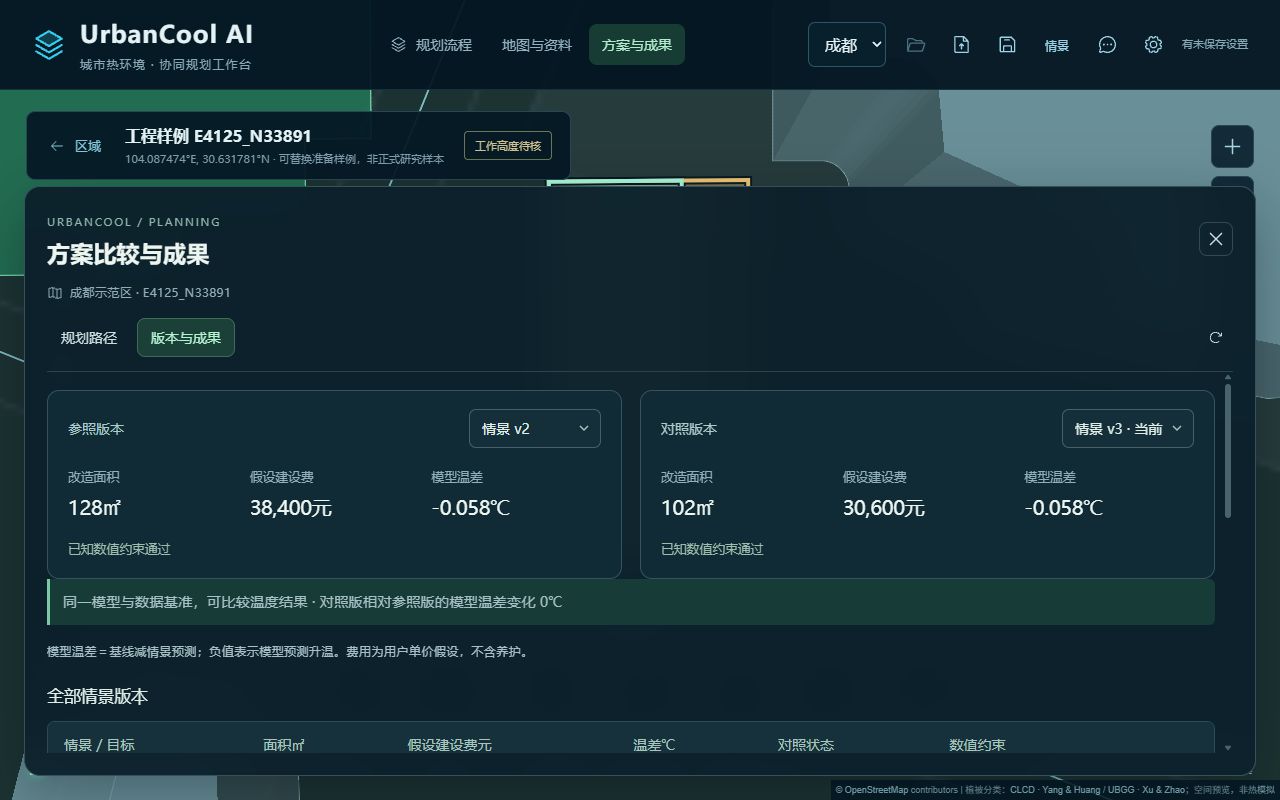 UrbanCool AI
城市热环境 · 协同规划工作台
规划流程
地图与资料
方案与成果
成都
情景
有未保存设置
区域
工程样例 E4125_N33891
104.087474°E, 30.631781°N · 可替换准备样例，非正式研究样本
工作高度待核
URBANCOOL / PLANNING
方案比较与成果
成都示范区 · E4125_N33891
规划路径
版本与成果
参照版本
情景 v2
改造面积
假设建设费
模型温差
128㎡
38,400元
-0.058℃
已知数值约束通过
对照版本
情景 v3 · 当前
改造面积
假设建设费
模型温差
102㎡
30,600元
-0.058℃
已知数值约束通过
同一模型与数据基准，可比较温度结果 · 对照版相对参照版的模型温差变化 0℃
模型温差 = 基线减情景预测；负值表示模型预测升温。费用为用户单价假设，不含养护。
全部情景版本
情景 / 目标
面积㎡
假设建设费元
温差℃
对照状态
数值约束
© OpenStreetMap contributors | 植被分类：CLCD · Yang & Huang / UBGG · Xu & Zhao；空间预览，非热模拟